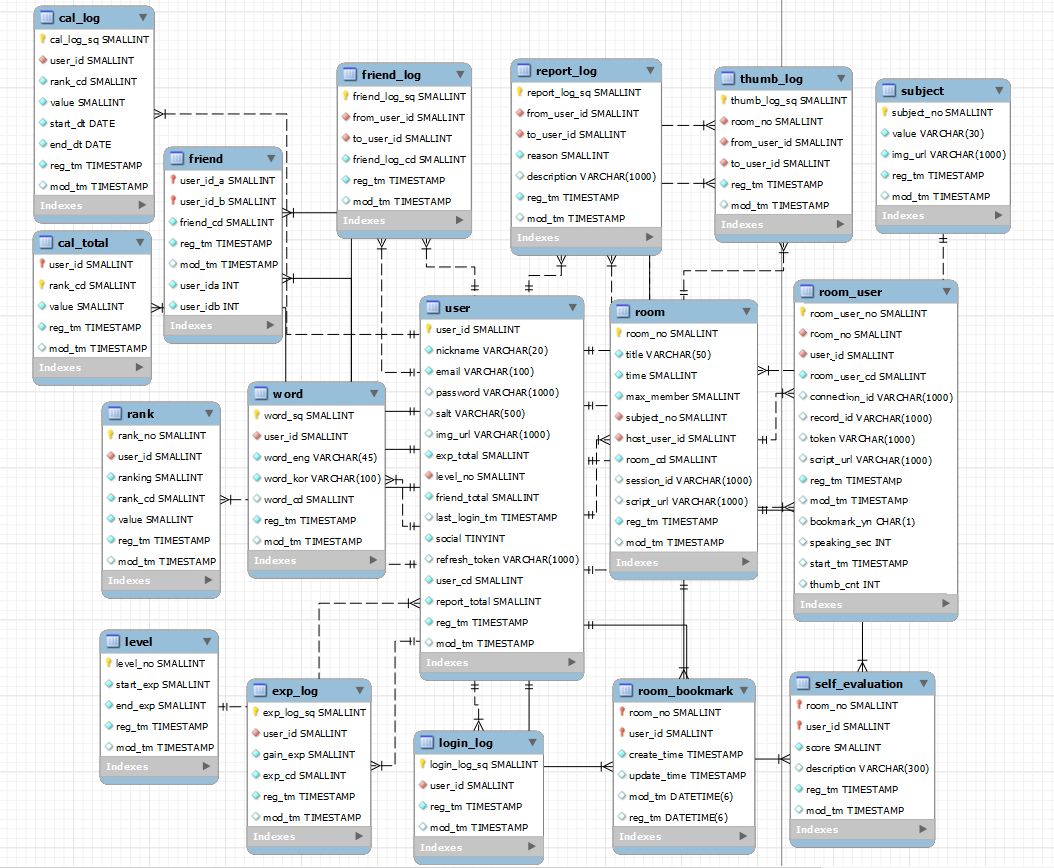 cal_log
cal_log_sq SMALLINT
user_id SMALLINT
rank_cd SMALLINT
value SMALLINT
start_dt DATE
end_dt DATE
reg_tm TIMESTAMP
mod_tm TIMESTAMP
Indexes
friend
user_id_a SMALLINT
user_id_b SMALLINT
friend_cd SMALLINT
reg_tm TIMESTAMP
mod_tm TIMESTAMP
user_ida INT
user_idb INT
Indexes
cal_total
user_id SMALLINT
rank_cd SMALLINT
value SMALLINT
reg_tm TIMESTAMP
mod_tm TIMESTAMP
Indexes
friend_log
friend_log_sq SMALLINT
from_user_id SMALLINT
to_user_id SMALLINT
friend_log_cd SMALLINT
reg_tm TIMESTAMP
mod_tm TIMESTAMP
Indexes
report_log
report_log_sq SMALLINT
from_user_id SMALLINT
to_user_id SMALLINT
reason SMALLINT
description VARCHAR(1000)
reg_tm TIMESTAMP
mod_tm TIMESTAMP
Indexes
thumb_log
thumb_log_sq SMALLINT
room_no SMALLINT
from_user_id SMALLINT
to_user_id SMALLINT
reg_tm TIMESTAMP
mod_tm TIMESTAMP
Indexes
subject
subject_no SMALLINT
value VARCHAR(30)
img_url VARCHAR(1000)
reg_tm TIMESTAMP
mod_tm TIMESTAMP
Indexes
user
user_id SMALLINT
nickname VARCHAR(20)
email VARCHAR(100)
password VARCHAR(1000)
salt VARCHAR(500)
img_url VARCHAR(1000)
exp_total SMALLINT
level_no SMALLINT
friend_total SMALLINT
last_login_tm TIMESTAMP
social TINYINT
refresh_token VARCHAR(1000)
user_cd SMALLINT
report_total SMALLINT
reg_tm TIMESTAMP
mod_tm TIMESTAMP
Indexes
room
room_no SMALLINT
title VARCHAR(50)
time SMALLINT
max_member SMALLINT
subject_no SMALLINT
host_user_id SMALLINT
room_cd SMALLINT
session_id VARCHAR(1000)
script_url VARCHAR(1000)
reg_tm TIMESTAMP
mod_tm TIMESTAMP
Indexes
room_user
room_user_no SMALLINT
room_no SMALLINT
user_id SMALLINT
room_user_cd SMALLINT
connection_id VARCHAR(1000)
record_id VARCHAR(1000)
token VARCHAR(1000)
script_url VARCHAR(1000)
reg_tm TIMESTAMP
mod_tm TIMESTAMP
bookmark_yn CHAR(1)
speaking_sec INT
start_tm TIMESTAMP
thumb_cnt INT
Indexes
word
word_sq SMALLINT
user_id SMALLINT
word_eng VARCHAR(45)
word_kor VARCHAR(100)
word_cd SMALLINT
reg_tm TIMESTAMP
mod_tm TIMESTAMP
Indexes
rank
rank_no SMALLINT
user_id SMALLINT
ranking SMALLINT
rank_cd SMALLINT
value SMALLINT
reg_tm TIMESTAMP
mod_tm TIMESTAMP
Indexes
level
level_no SMALLINT
start_exp SMALLINT
end_exp SMALLINT
reg_tm TIMESTAMP
mod_tm TIMESTAMP
Indexes
exp_log
exp_log_sq SMALLINT
user_id SMALLINT
gain_exp SMALLINT
exp_cd SMALLINT
reg_tm TIMESTAMP
mod_tm TIMESTAMP
Indexes
login_log
login_log_sq SMALLINT
user_id SMALLINT
reg_tm TIMESTAMP
mod_tm TIMESTAMP
Indexes
room_bookmark
room_no SMALLINT
user_id SMALLINT
create_time TIMESTAMP
update_time TIMESTAMP
mod_tm DATETIME(6)
reg_tm DATETIME(6)
Indexes
self_evaluation
room_no SMALLINT
user_id SMALLINT
score SMALLINT
description VARCHAR(300)
reg_tm TIMESTAMP
mod_tm TIMESTAMP
Indexes